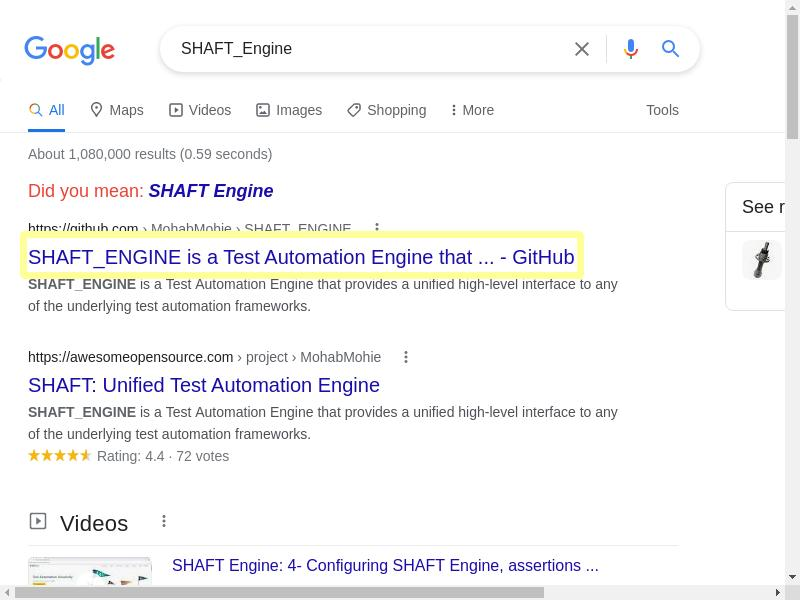 Google
SHAFT_Engine
All
Maps
Videos
Images
Shopping
More
Tools
About 1,080,000 results (0.59 seconds)
Did you mean: SHAFT Engine
See r
https://github.com › MohabMohie › SHAFT_ENGINE
SHAFT_ENGINE is a Test Automation Engine that ... - GitHub
SHAFT_ENGINE is a Test Automation Engine that provides a unified high-level interface to any
of the underlying test automation frameworks.
https://awesomeopensource.com › project › MohabMohie
SHAFT: Unified Test Automation Engine
SHAFT_ENGINE is a Test Automation Engine that provides a unified high-level interface to any
of the underlying test automation frameworks.
Rating: 4.4 · 72 votes
Videos
SHAFT Engine: 4- Configuring SHAFT Engine, assertions ...